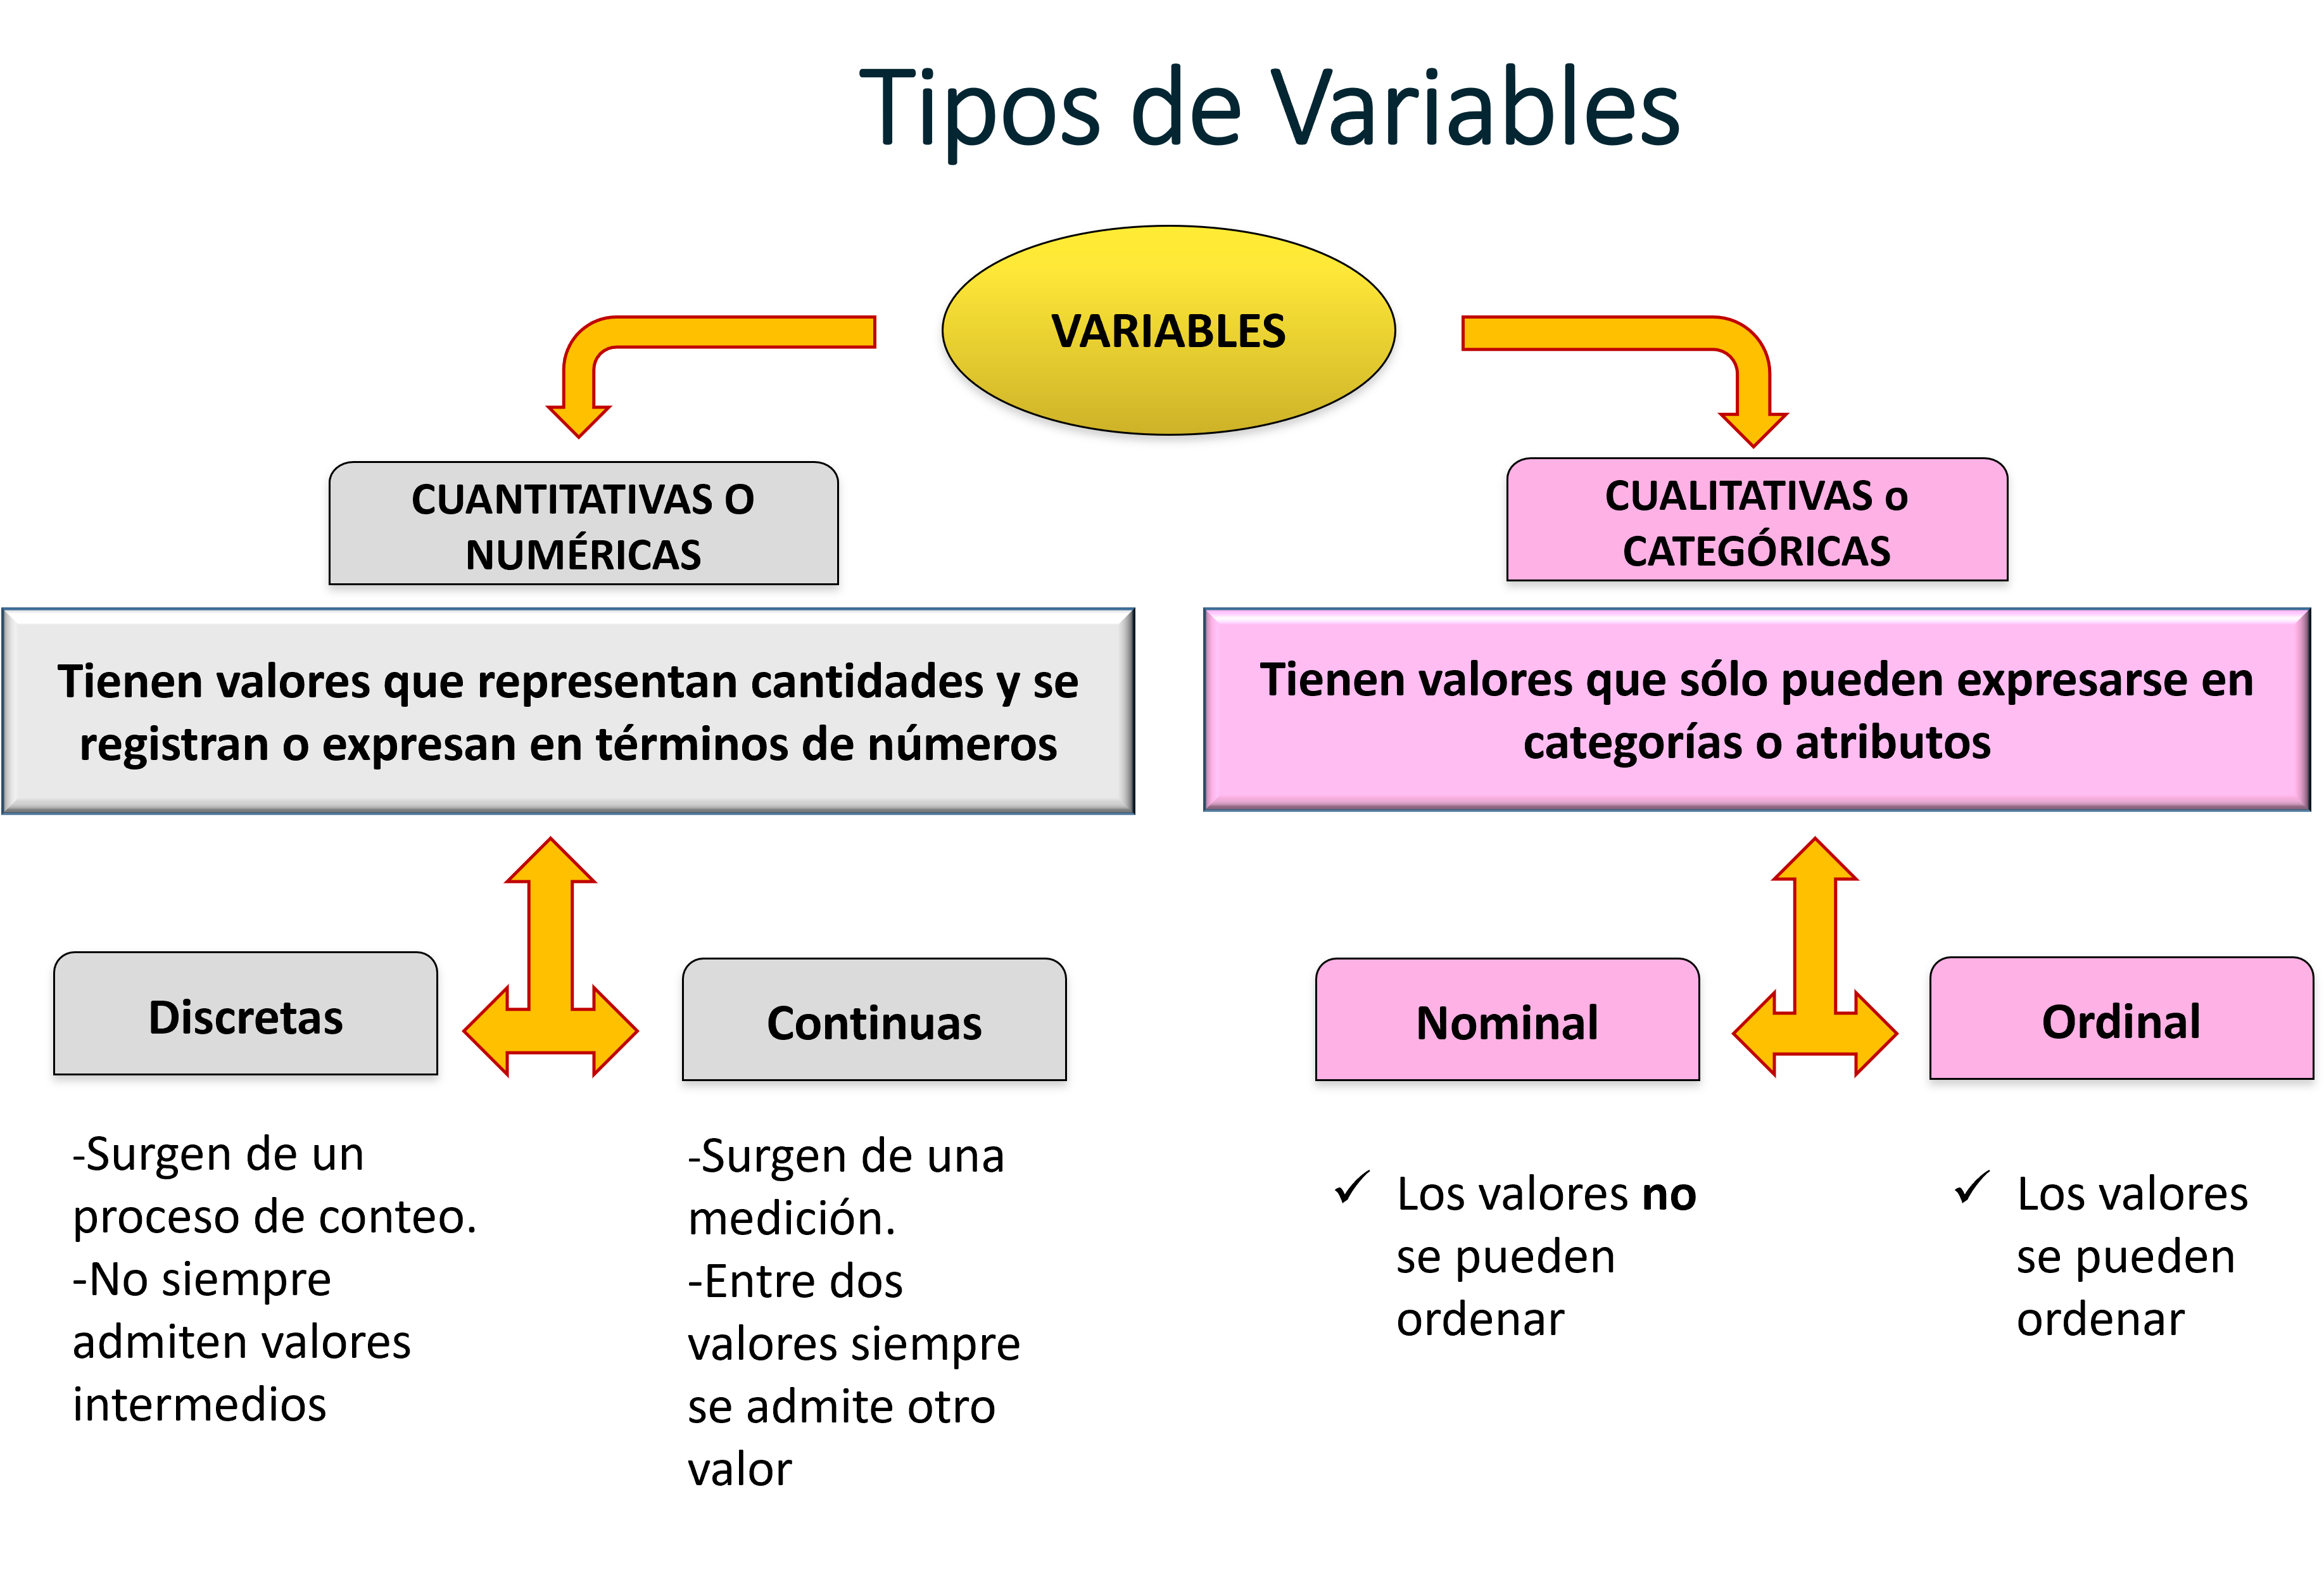 Tipos de Variables
VARIABLES
CUANTITATIVAS O
NUMÉRICAS
CUALITATIVAS o
CATEGÓRICAS
Tienen valores que representan cantidades y se
registran o expresan en términos de números
Tienen valores que sólo pueden expresarse en
categorías o atributos
Discretas
Continuas
Nominal
Ordinal
-Surgen de un
proceso de conteo.
-No siempre
admiten valores
intermedios
-Surgen de una
medición.
-Entre dos
valores siempre
se admite otro
valor
✓ Los valores no
se pueden
ordenar
✓ Los valores
se pueden
ordenar